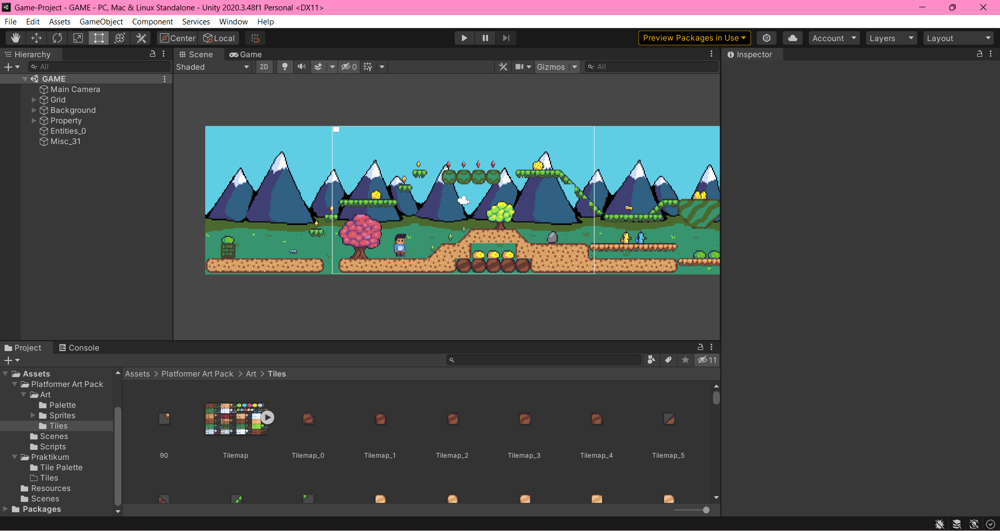 Game-Project - GAME - PC, Mac & Linux Standalone - Unity 2020.3.48f1 Personal <DX11>
File Edit Assets GameObject Component Services Window Help
Center Local Preview Packages in Use Account Layers Layout
Hierarchy
All
GAME
Main Camera
Grid
Background
Property
Entities_0
Misc_31
Scene Game
Shaded 2D 0 Gizmos All
Inspector
Project Console
11
Assets
Platformer Art Pack
Art
Palette
Sprites
Tiles
Scenes
Scripts
Praktikum
Tile Palette
Tiles
Resources
Scenes
Packages
Assets > Platformer Art Pack > Art > Tiles
90 Tilemap Tilemap_0 Tilemap_1 Tilemap_2 Tilemap_3 Tilemap_4 Tilemap_5